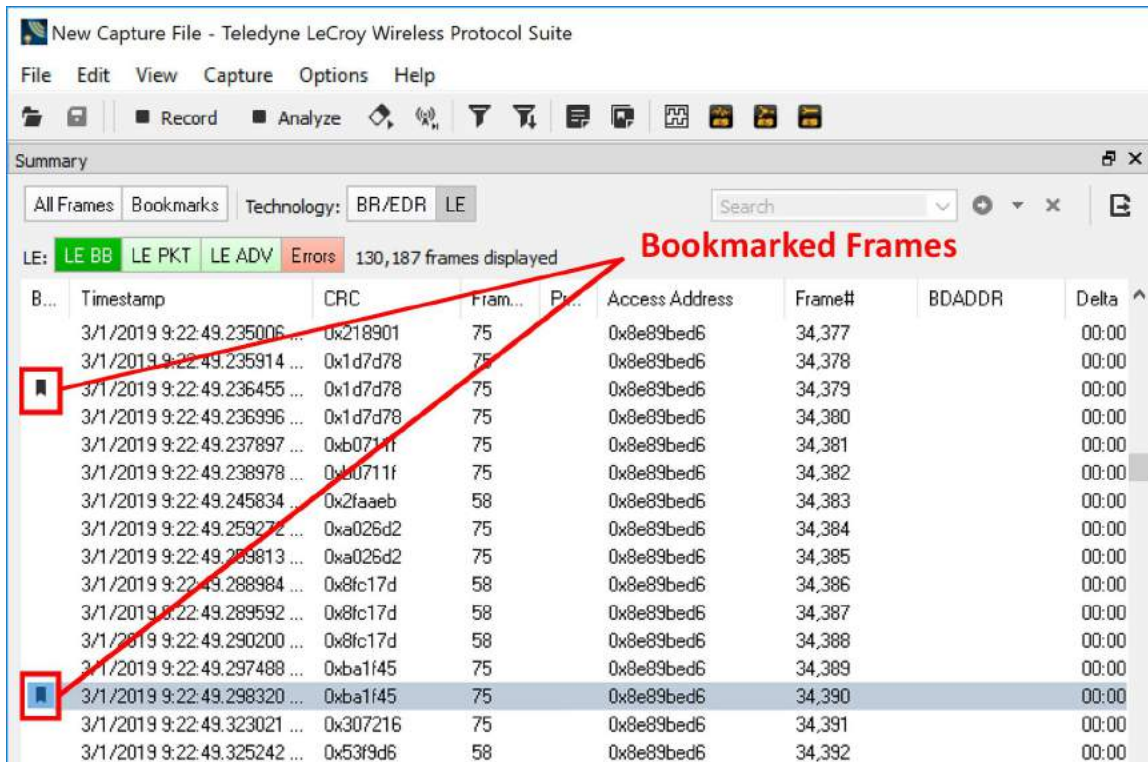 New Capture File - Teledyne LeCroy Wireless Protocol Suite
File Edit View Capture Options Help
Record Analyze
Summary
All Frames Bookmarks Technology: BR/EDR LE Search
LE: LE BB LE PKT LE ADV Errors 130,187 frames displayed
Bookmarked Frames
B... Timestamp CRC Fram... Pr... Access Address Frame# BDADDR Delta
3/1/2019 9:22:49.235006 ... 0x218901 75 0x8e89bed6 34,377 00:00
3/1/2019 9:22:49.235914 ... 0x1d7d78 75 0x8e89bed6 34,378 00:00
3/1/2019 9:22:49.236455 ... 0x1d7d78 75 0x8e89bed6 34,379 00:00
3/1/2019 9:22:49.236996 ... 0x1d7d78 75 0x8e89bed6 34,380 00:00
3/1/2019 9:22:49.237897 ... 0xb0711f 75 0x8e89bed6 34,381 00:00
3/1/2019 9:22:49.238978 ... 0xb0711f 75 0x8e89bed6 34,382 00:00
3/1/2019 9:22:49.245834 ... 0x2faaeb 58 0x8e89bed6 34,383 00:00
3/1/2019 9:22:49.259272 ... 0xa026d2 75 0x8e89bed6 34,384 00:00
3/1/2019 9:22:49.259813 ... 0xa026d2 75 0x8e89bed6 34,385 00:00
3/1/2019 9:22:49.288984 ... 0x8fc17d 58 0x8e89bed6 34,386 00:00
3/1/2019 9:22:49.289592 ... 0x8fc17d 58 0x8e89bed6 34,387 00:00
3/1/2019 9:22:49.290200 ... 0x8fc17d 58 0x8e89bed6 34,388 00:00
3/1/2019 9:22:49.297488 ... 0xba1f45 75 0x8e89bed6 34,389 00:00
3/1/2019 9:22:49.298320 ... 0xba1f45 75 0x8e89bed6 34,390 00:00
3/1/2019 9:22:49.323021 ... 0x307216 75 0x8e89bed6 34,391 00:00
3/1/2019 9:22:49.325242 ... 0x53f9d6 58 0x8e89bed6 34,392 00:00